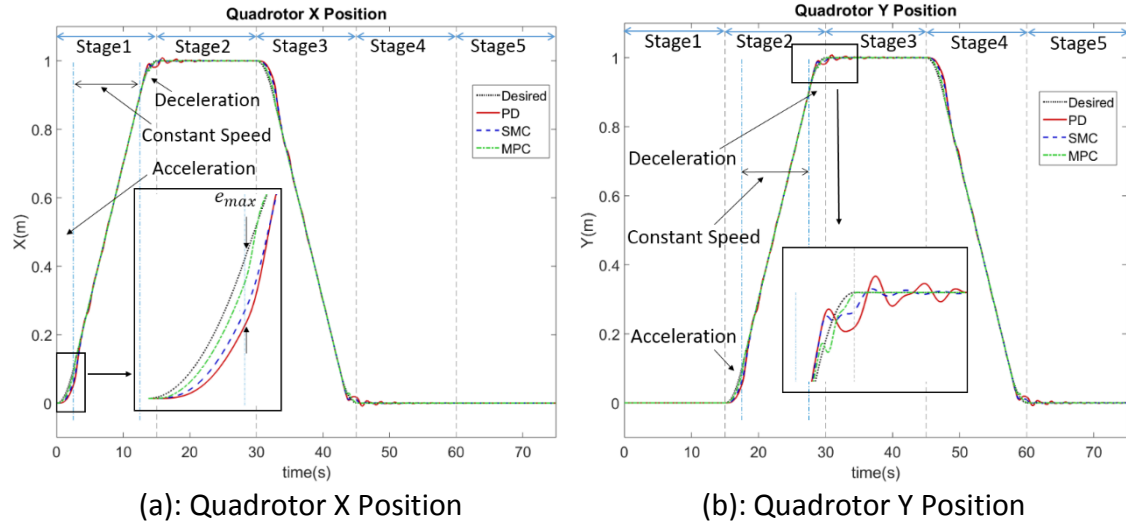 Quadrotor X Position
Stage1
Stage2
Stage3
Stage4
Stage5
1
0.8
0.6
0.4
0.2
0
X(m)
Deceleration
Constant Speed
Acceleration
e_max
Desired
PD
SMC
MPC
0
10
20
30
40
50
60
70
time(s)
(a): Quadrotor X Position
Quadrotor Y Position
Stage1
Stage2
Stage3
Stage4
Stage5
1
0.8
0.6
0.4
0.2
0
Y(m)
Deceleration
Constant Speed
Acceleration
Desired
PD
SMC
MPC
0
10
20
30
40
50
60
70
time(s)
(b): Quadrotor Y Position